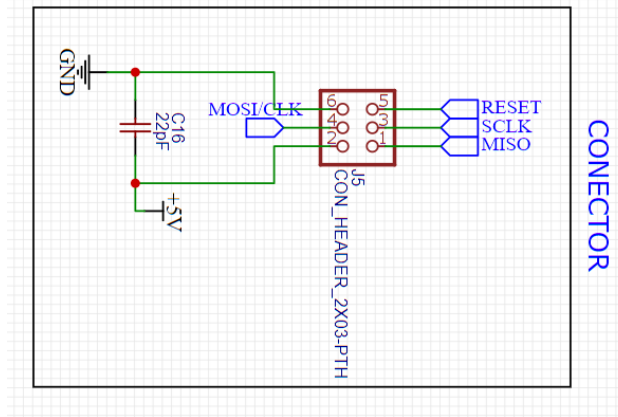 GND
C16
22pF
+5V
MOSI/CLK
6
5
4
3
2
1
RESET
SCLK
MISO
J5
CON_HEADER_2X03-PTH
CONECTOR